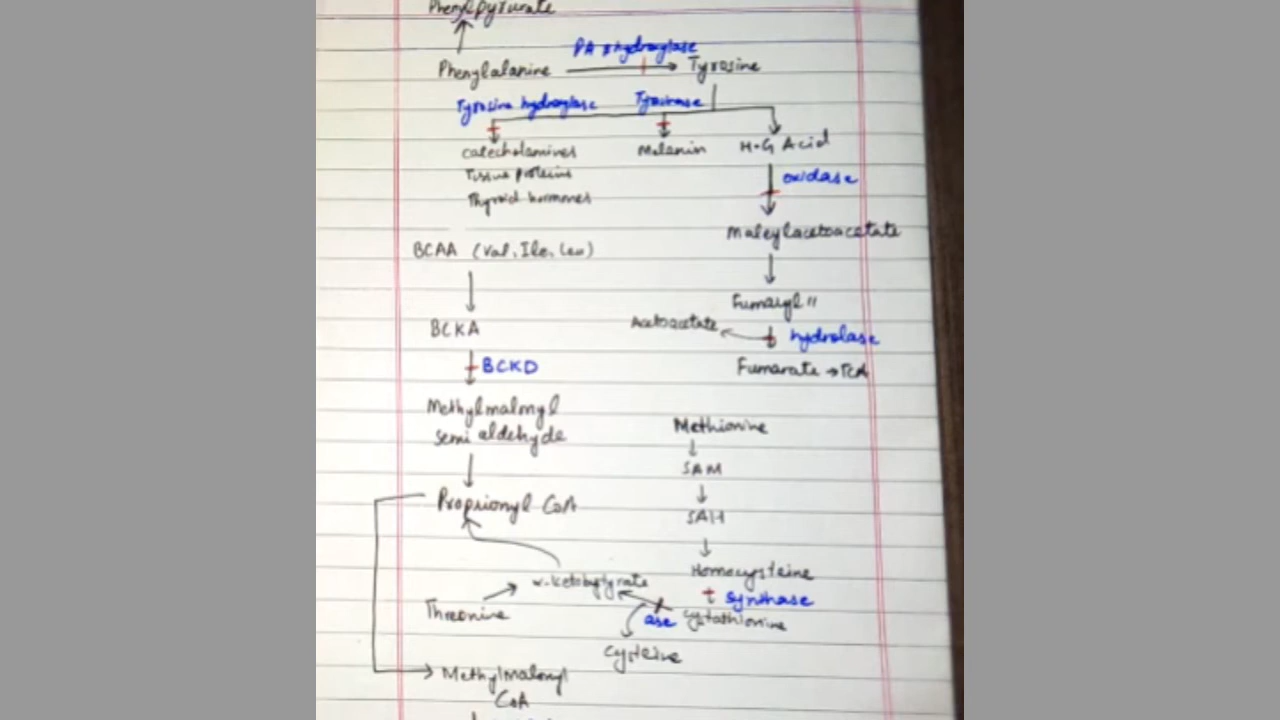 Phenylpyruvate
PA hydroxylase
Phenylalanine → Tyrosine
Tyrosine hydroxylase Tyrosinase
catecholamines Melanin H-G Acid
Tissue proteins oxidase
Thyroid hormones
Maleylacetoacetate
BCAA (Val, Ile, Leu)
Fumaryl "
BCKA Acetoacetate hydrolase
BCKD Fumarate → TCA
Methylmalonyl Methionine
semi aldehyde
SAM
Propionyl CoA SAH
Homocysteine
α-ketobutyrate synthase
Threonine ase cystathionine
Cysteine
Methylmalonyl
CoA